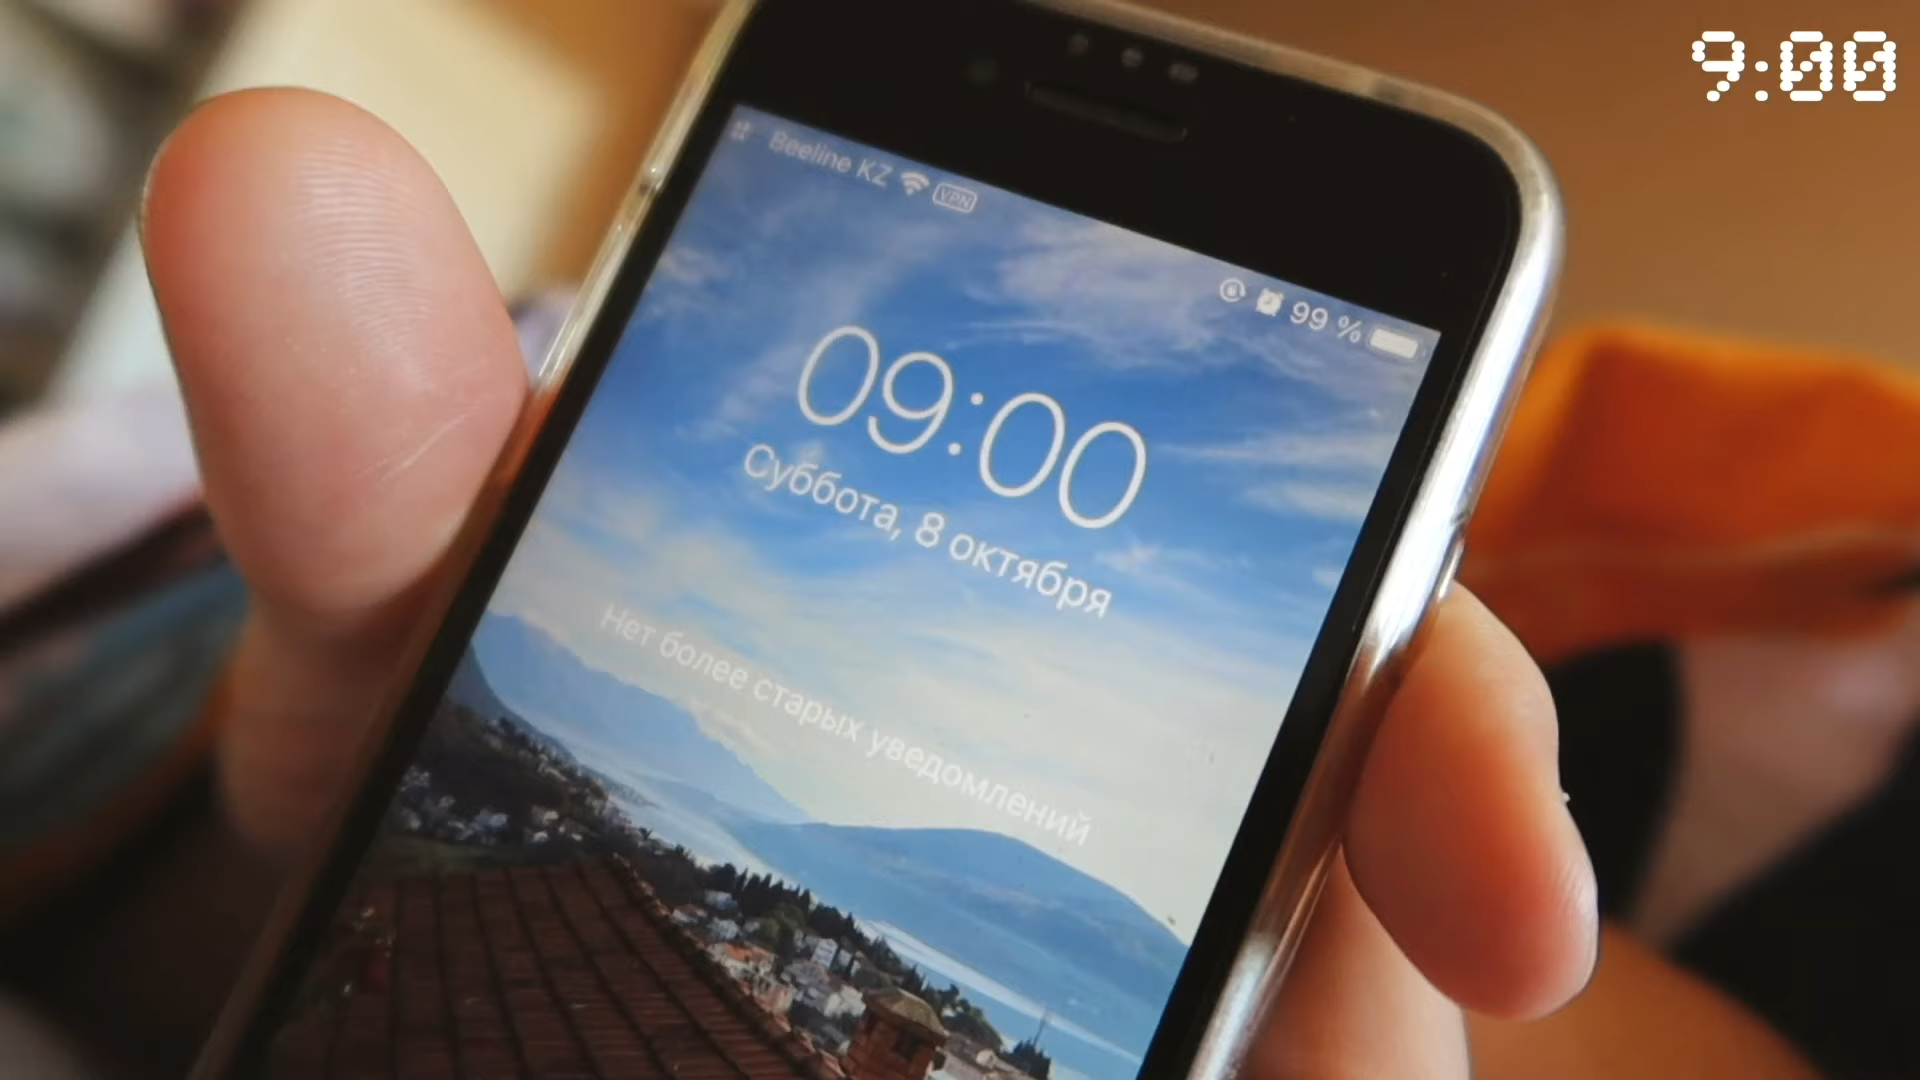 9:00
Beeline KZ VPN
99 %
09:00
Суббота, 8 октября
Нет более старых уведомлений